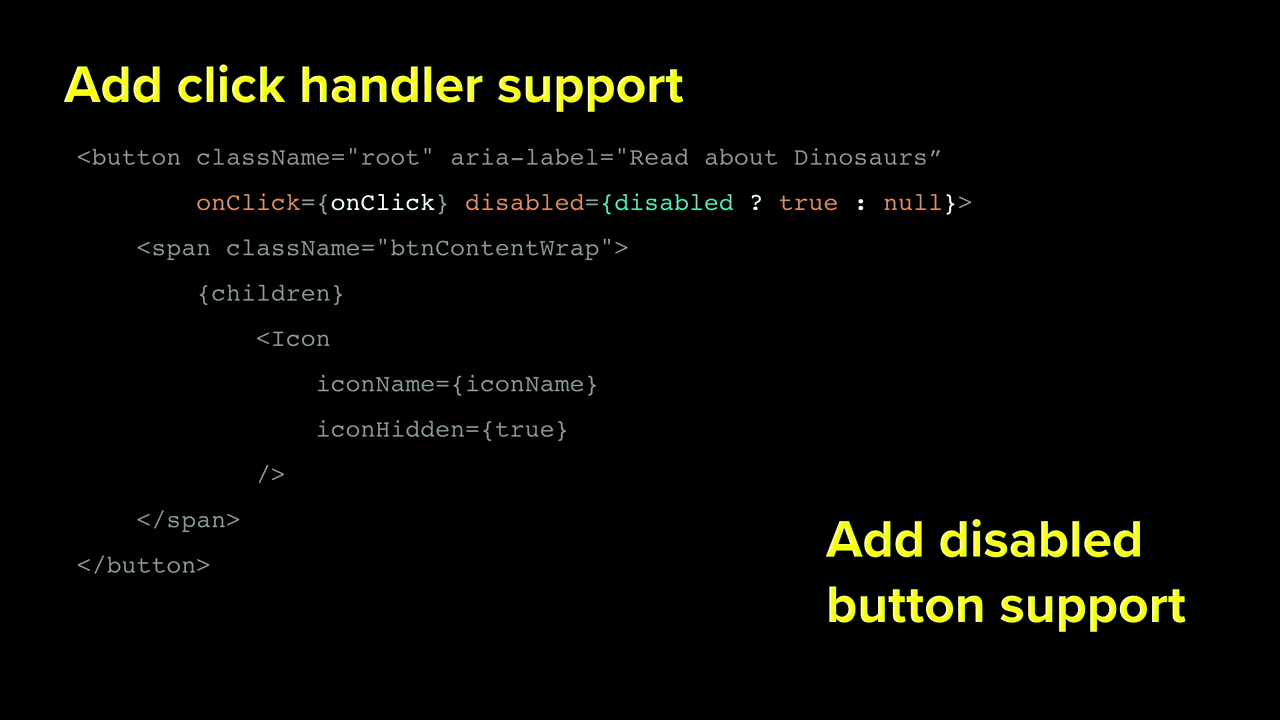 Add click handler support
<button className="root" aria-label="Read about Dinosaurs”
onClick={onClick} disabled={disabled ? true : null}>
<span className="btnContentWrap">
{children}
<Icon
iconName={iconName}
iconHidden={true}
/>
</span>
</button>
Add disabled
button support